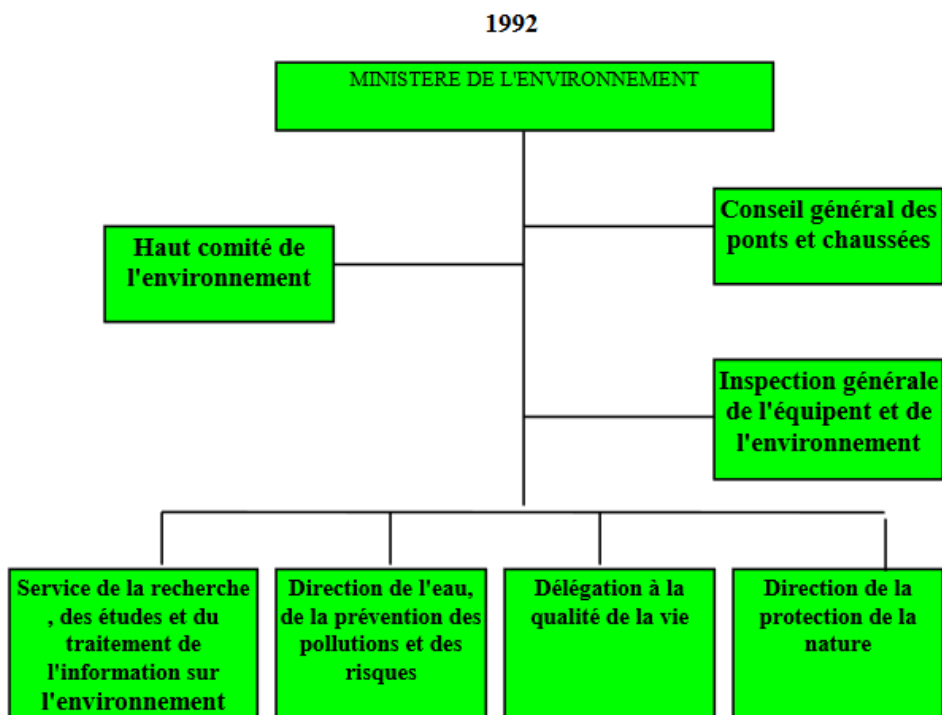 1992
MINISTERE DE L'ENVIRONNEMENT
Conseil général des
ponts et chaussées
Haut comité de
l'environnement
Inspection générale
de l'équipent et de
l'environnement
Service de la recherche
, des études et du
traitement de
l'information sur
l'environnement
Direction de l'eau,
de la prévention des
pollutions et des
risques
Délégation à la
qualité de la vie
Direction de la
protection de la
nature